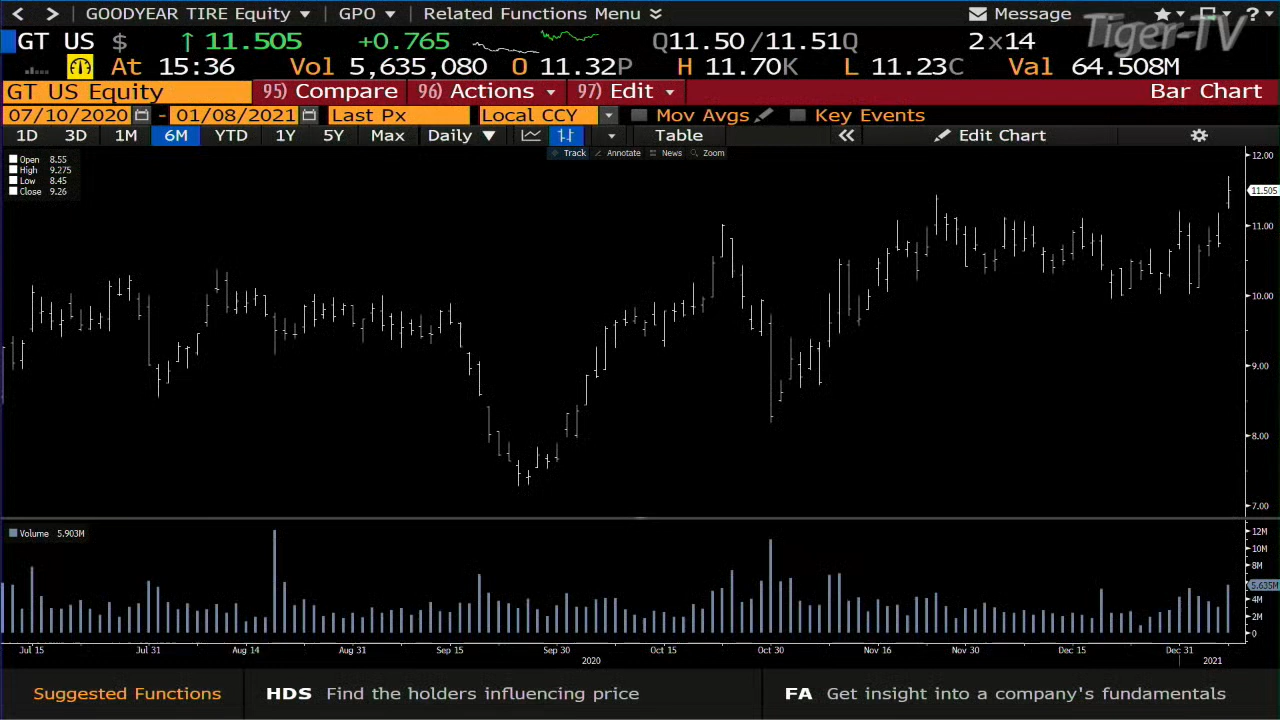 < > GOODYEAR TIRE Equity GPO Related Functions Menu Message ?
GT US $ ↑ 11.505 +0.765 Q11.50 / 11.51Q 2×14
Tiger-TV
At 15:36 Vol 5,635,080 O 11.32P H 11.70K L 11.23C Val 64.508M
GT US Equity 95) Compare 96) Actions 97) Edit Bar Chart
07/10/2020 - 01/08/2021 Last Px Local CCY Mov Avgs Key Events
1D 3D 1M 6M YTD 1Y 5Y Max Daily ▼ Table « Edit Chart
Track Annotate News Zoom
Open 8.55
High 9.275
Low 8.45
Close 9.26
12.00
11.505
11.00
10.00
9.00
8.00
7.00
Volume 5.903M
12M
10M
8M
5.635M
4M
2M
0
Jul 15 Jul 31 Aug 14 Aug 31 Sep 15 Sep 30 Oct 15 Oct 30 Nov 16 Nov 30 Dec 15 Dec 31
2020 2021
Suggested Functions HDS Find the holders influencing price FA Get insight into a company's fundamentals